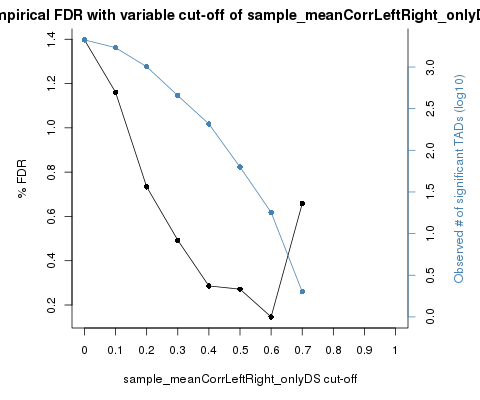 mpirical FDR with variable cut-off of sample_meanCorrLeftRight_onlyD
% FDR
1.4
1.2
1.0
0.8
0.6
0.4
0.2
0 0.1 0.2 0.3 0.4 0.5 0.6 0.7 0.8 0.9 1
sample_meanCorrLeftRight_onlyDS cut-off
3.0
2.5
2.0
1.5
1.0
0.5
0.0
Observed # of significant TADs (log10)